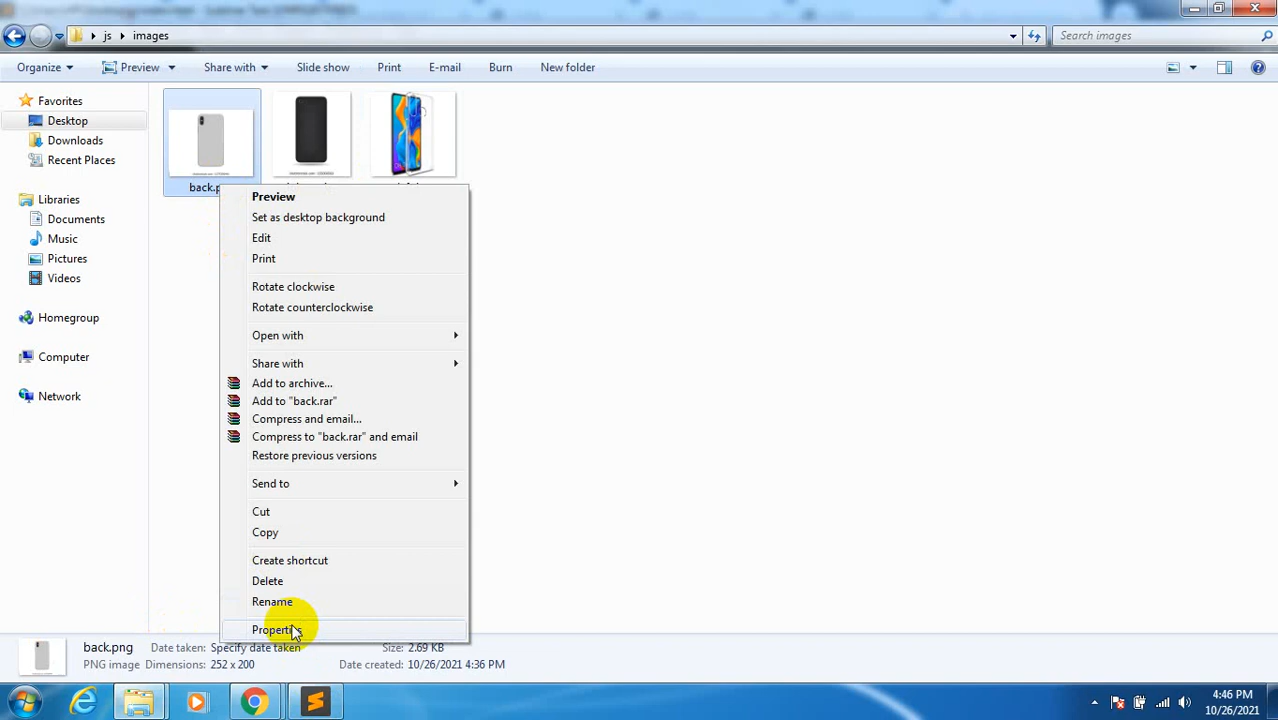 js images
Search images
Organize Preview Share with Slide show Print E-mail Burn New folder
Favorites
Desktop
Downloads
Recent Places
Libraries
Documents
Music
Pictures
Videos
Homegroup
Computer
Network
Preview
Set as desktop background
Edit
Print
Rotate clockwise
Rotate counterclockwise
Open with
Share with
Add to archive...
Add to "back.rar"
Compress and email...
Compress to "back.rar" and email
Restore previous versions
Send to
Cut
Copy
Create shortcut
Delete
Rename
back.png Date taken: Specify date taken Size: 2.69 KB
PNG image Dimensions: 252 x 200 Date created: 10/26/2021 4:36 PM
4:46 PM
10/26/2021